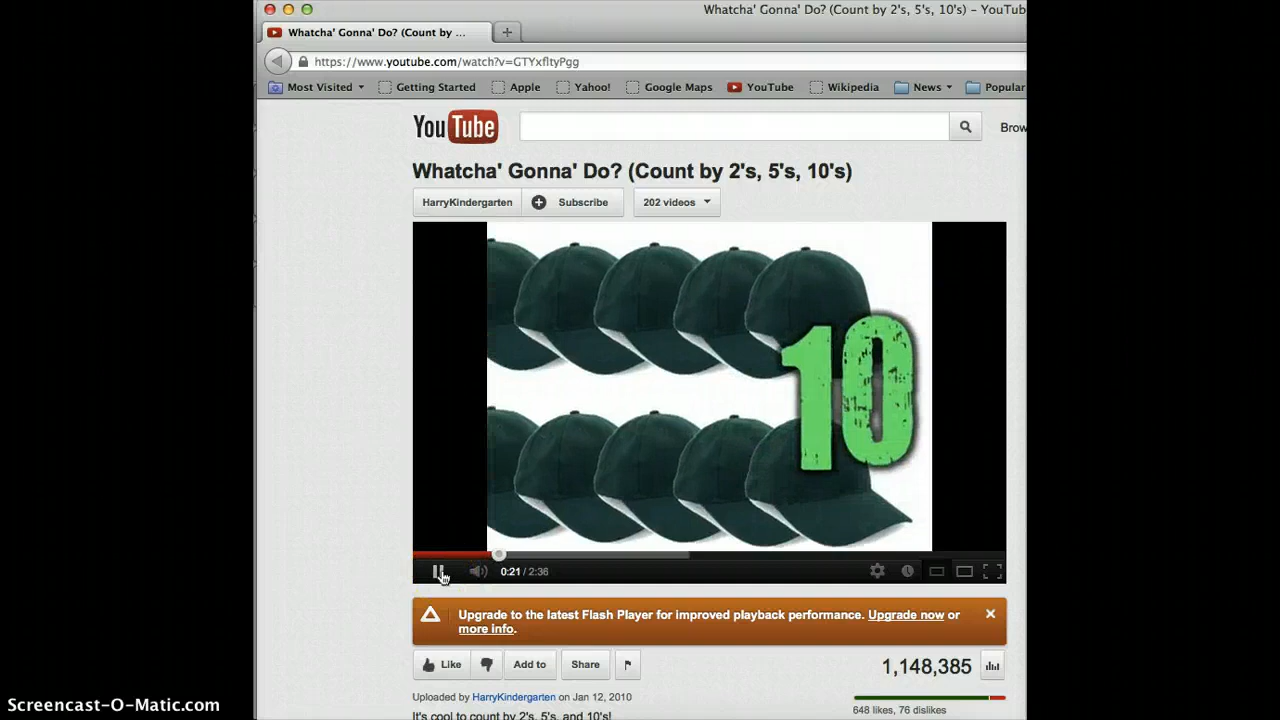 Whatcha' Gonna' Do? (Count by 2's, 5's, 10's) – YouTub
Whatcha' Gonna' Do? (Count by ...
https://www.youtube.com/watch?v=GTYxfltyPgg
Most Visited
Getting Started
Apple
Yahoo!
Google Maps
YouTube
Wikipedia
News
Popular
YouTube
Brow
Whatcha' Gonna' Do? (Count by 2's, 5's, 10's)
HarryKindergarten
Subscribe
202 videos
10
0:21 / 2:36
Upgrade to the latest Flash Player for improved playback performance. Upgrade now or
more info.
Like
Add to
Share
1,148,385
Uploaded by HarryKindergarten on Jan 12, 2010
648 likes, 76 dislikes
It's cool to count by 2's, 5's, and 10's!
Screencast-O-Matic.com